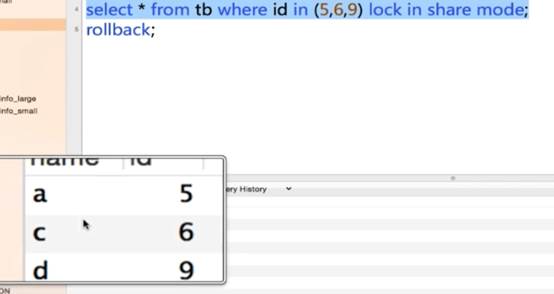 4 select * from tb where id in (5,6,9) lock in share mode;
5 rollback;
info_large
info_small
name id
ery History
a 5
c 6
d 9
ON